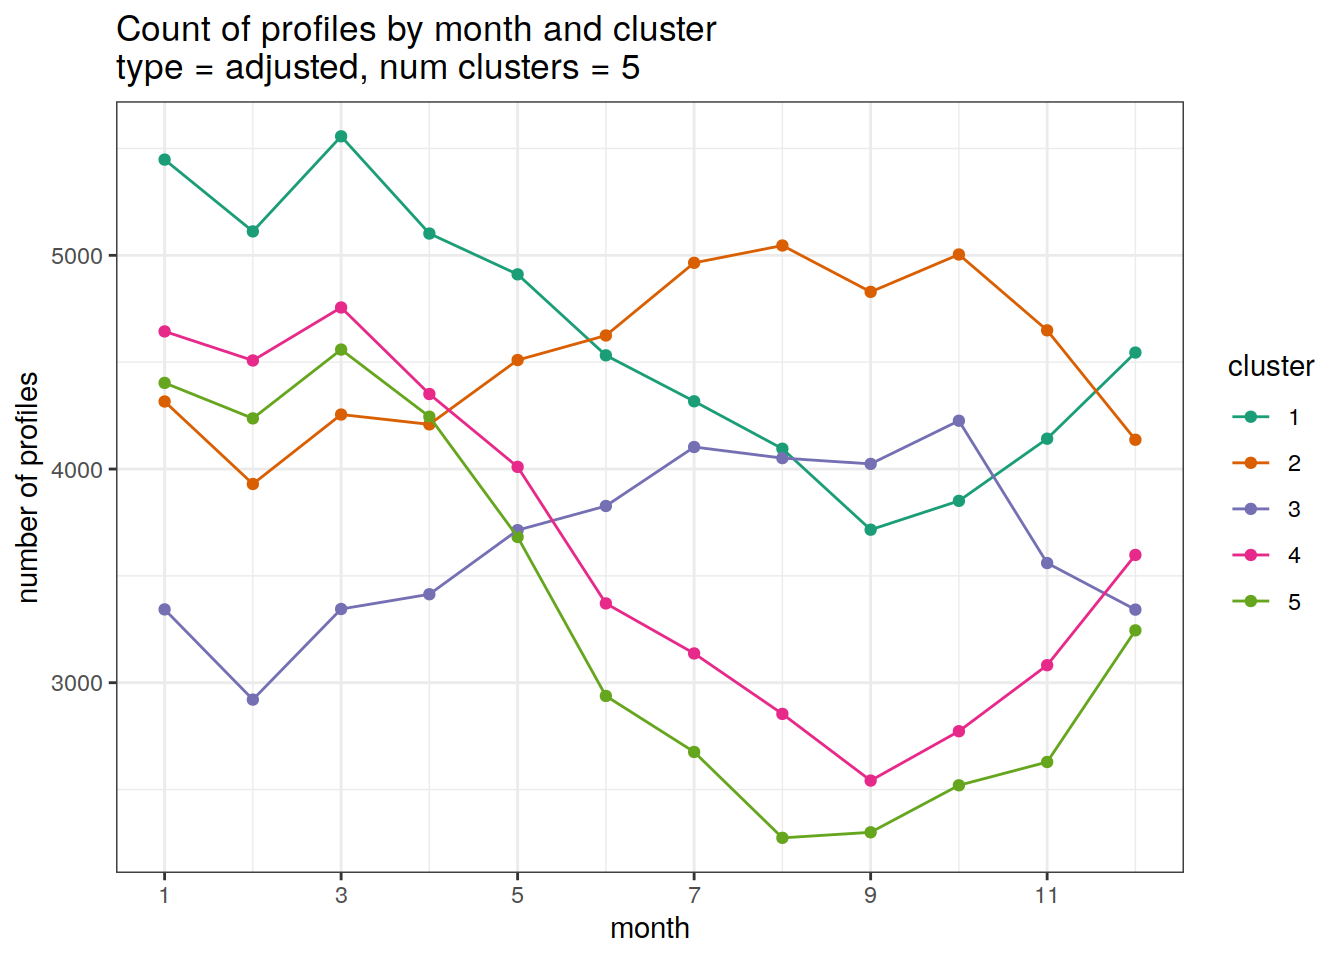 Count of profiles by month and cluster
type = adjusted, num clusters = 5
number of profiles
5000
4000
3000
1
3
5
7
9
11
month
cluster
1
2
3
4
5